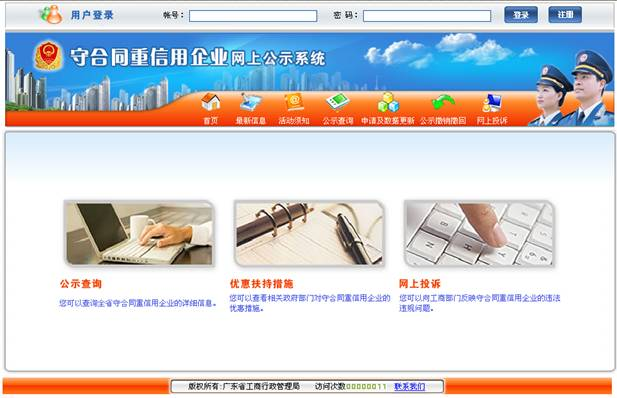 用户登录 帐号： 密码： 登录 注册
守合同重信用企业网上公示系统
首页 最新信息 活动须知 公示查询 申请及数据更新 公示撤销撤回 网上投诉
公示查询
您可以查询全省守合同重信用企业的详细信息。
优惠扶持措施
您可以查看相关政府部门对守合同重信用企业的
优惠措施。
网上投诉
您可以向工商部门反映守合同重信用企业的违法
违规问题。
版权所有:广东省工商行政管理局 访问次数00000011 联系我们